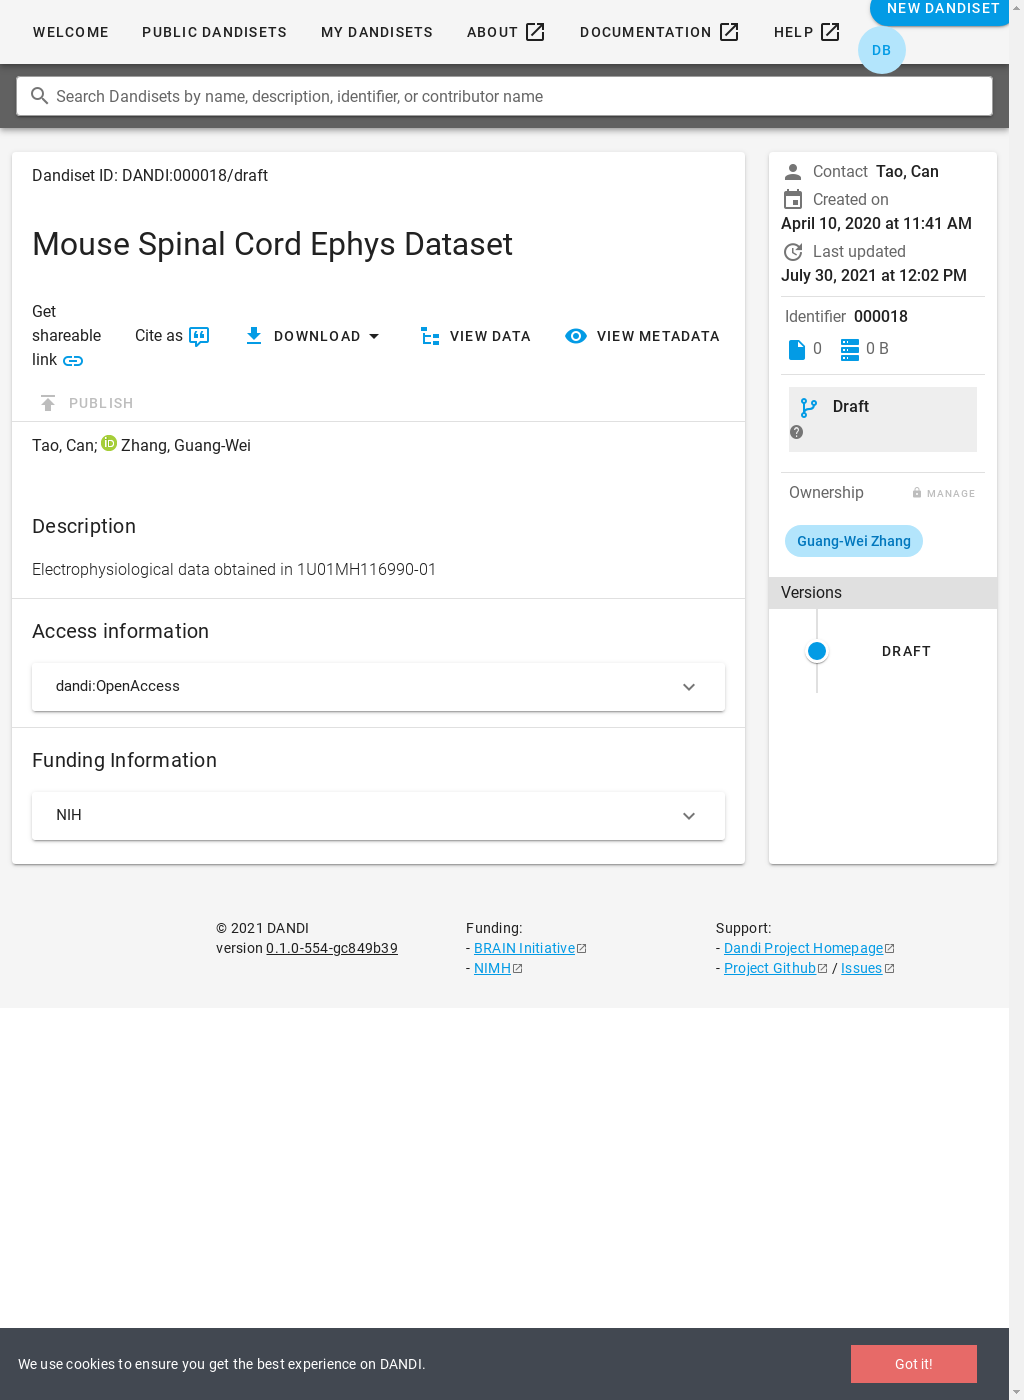 WELCOME
PUBLIC DANDISETS
MY DANDISETS
ABOUT
DOCUMENTATION
HELP
NEW DANDISET
DB
Search Dandisets by name, description, identifier, or contributor name
Dandiset ID: DANDI:000018/draft
Mouse Spinal Cord Ephys Dataset
Get
shareable
link
Cite as
DOWNLOAD
VIEW DATA
VIEW METADATA
PUBLISH
Tao, Can; iD Zhang, Guang-Wei
Description
Electrophysiological data obtained in 1U01MH116990-01
Access information
dandi:OpenAccess
Funding Information
NIH
Contact Tao, Can
Created on
April 10, 2020 at 11:41 AM
Last updated
July 30, 2021 at 12:02 PM
Identifier 000018
0 0 B
Draft
Ownership
MANAGE
Guang-Wei Zhang
Versions
DRAFT
© 2021 DANDI
version 0.1.0-554-gc849b39
Funding:
- BRAIN Initiative
- NIMH
Support:
- Dandi Project Homepage
- Project Github / Issues
We use cookies to ensure you get the best experience on DANDI.
Got it!